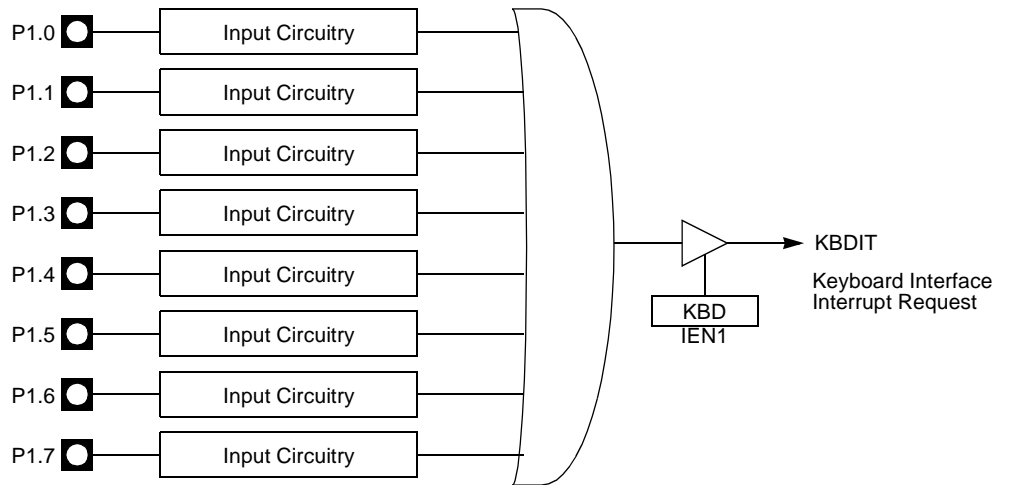 P1.0 Input Circuitry
P1.1 Input Circuitry
P1.2 Input Circuitry
P1.3 Input Circuitry
KBDIT
P1.4 Input Circuitry
Keyboard Interface
Interrupt Request
KBD
IEN1
P1.5 Input Circuitry
P1.6 Input Circuitry
P1.7 Input Circuitry